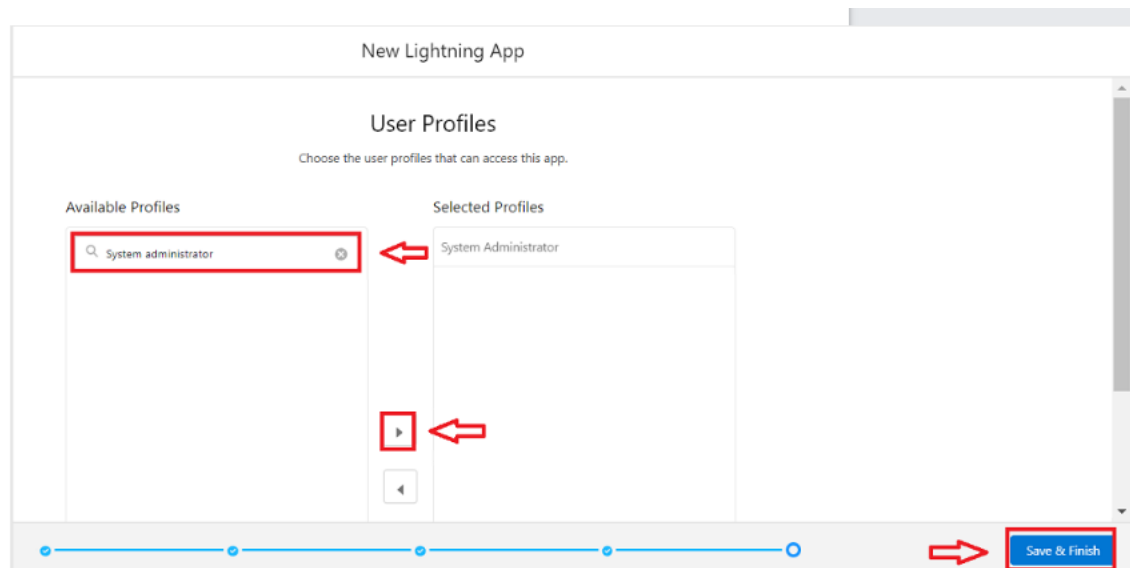 New Lightning App
User Profiles
Choose the user profiles that can access this app.
Available Profiles
Selected Profiles
System administrator
System Administrator
Save & Finish